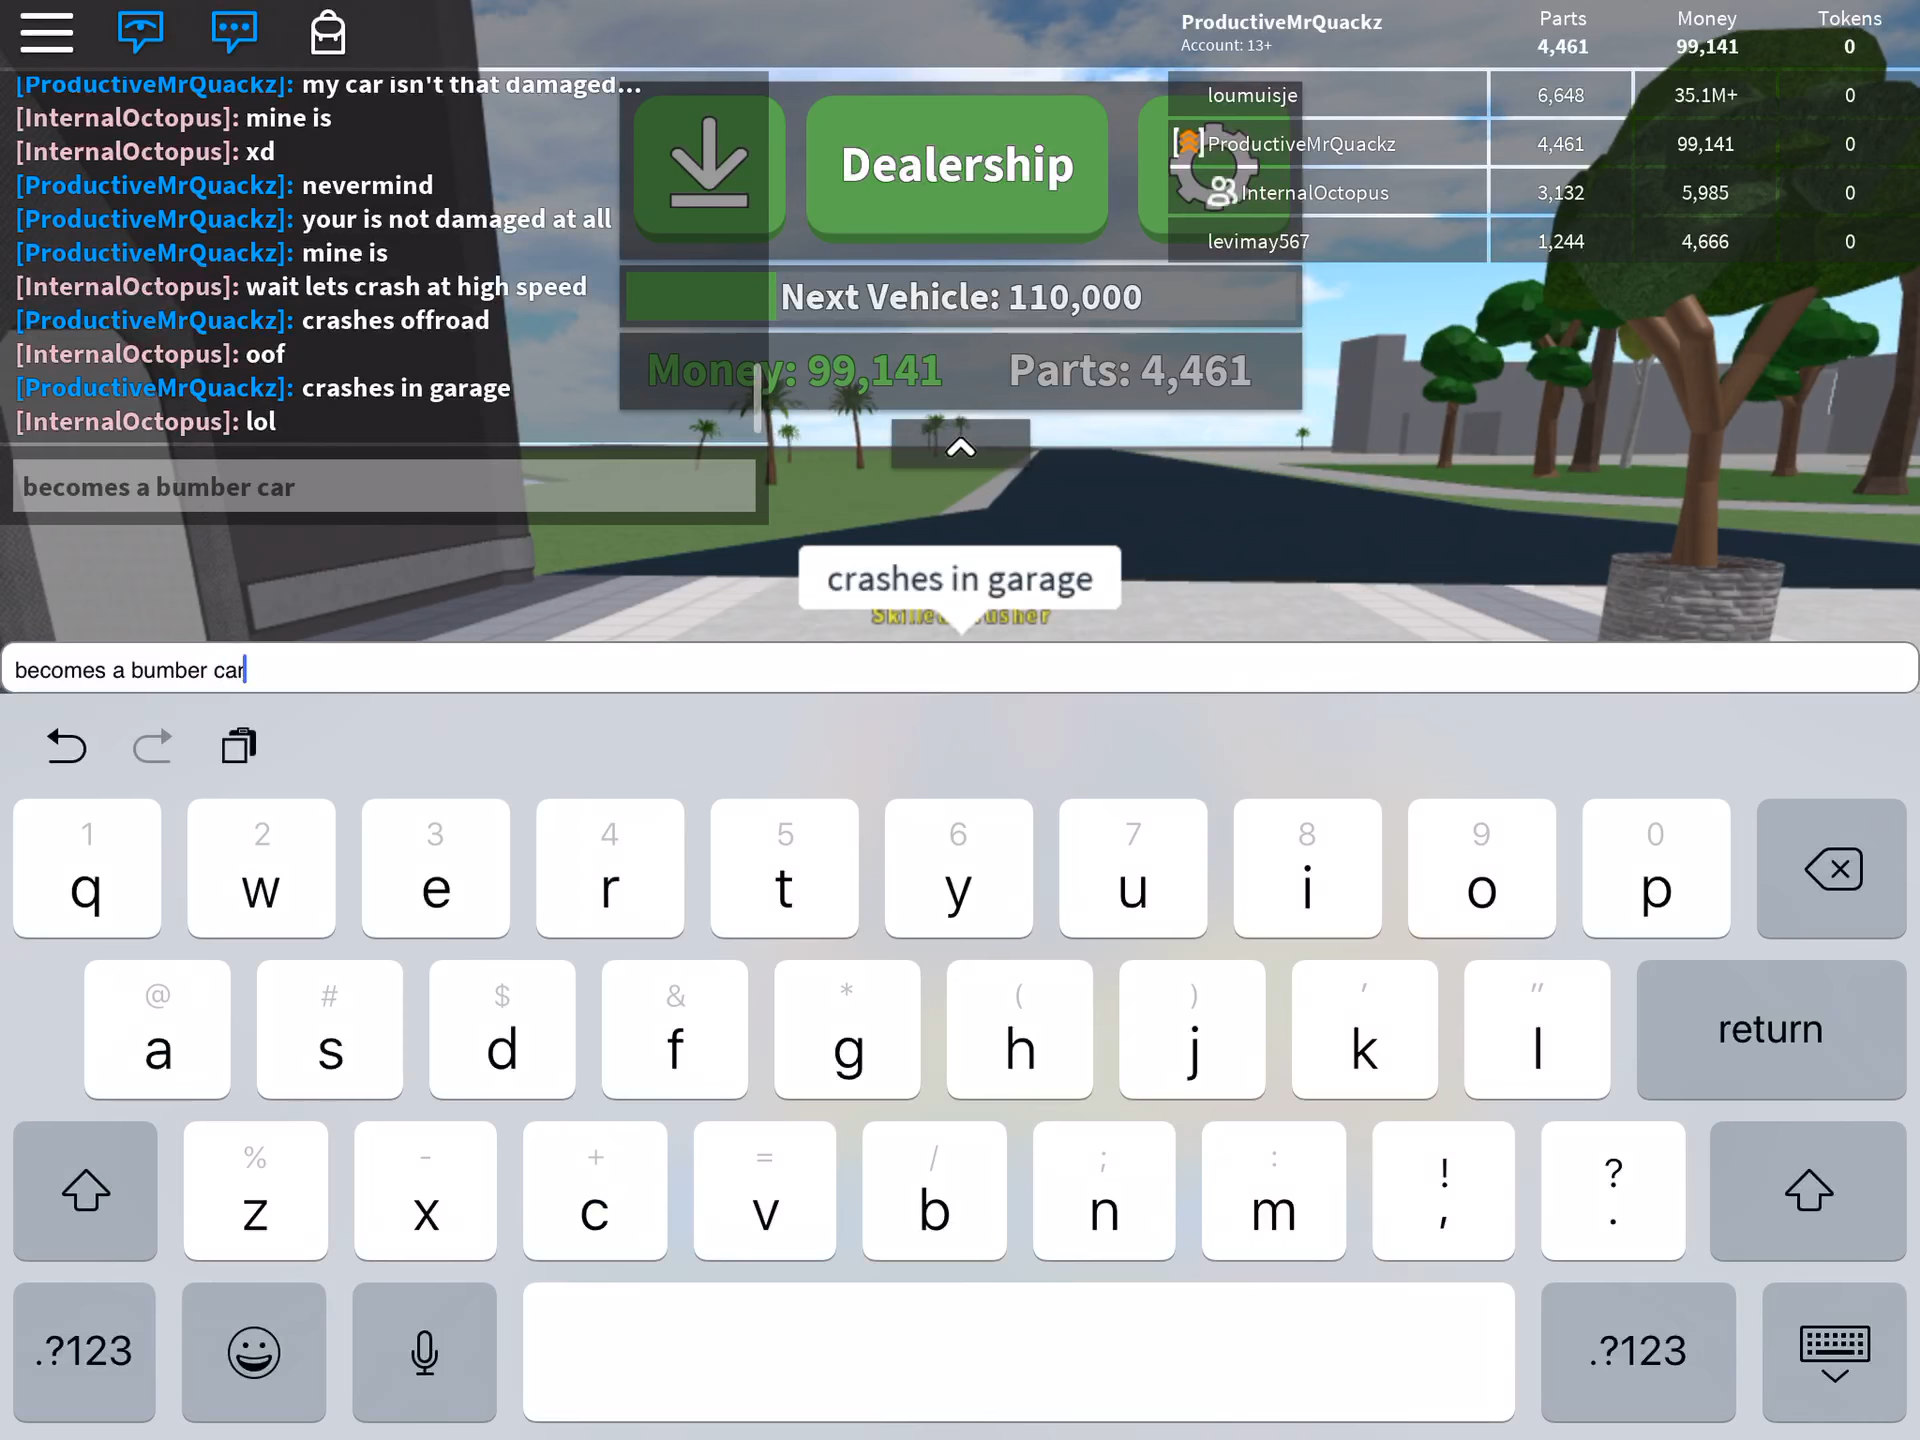 ProductiveMrQuackz
Account: 13+
Parts
4,461
Money
99,141
Tokens
0
loumuisje 6,648 35.1M+ 0
ProductiveMrQuackz 4,461 99,141 0
InternalOctopus 3,132 5,985 0
levimay567 1,244 4,666 0
[ProductiveMrQuackz]: my car isn't that damaged...
[InternalOctopus]: mine is
[InternalOctopus]: xd
[ProductiveMrQuackz]: nevermind
[ProductiveMrQuackz]: your is not damaged at all
[ProductiveMrQuackz]: mine is
[InternalOctopus]: wait lets crash at high speed
[ProductiveMrQuackz]: crashes offroad
[InternalOctopus]: oof
[ProductiveMrQuackz]: crashes in garage
[InternalOctopus]: lol
becomes a bumber car
Dealership
Next Vehicle: 110,000
Money: 99,141 Parts: 4,461
crashes in garage
becomes a bumber car
1 2 3 4 5 6 7 8 9 0
q w e r t y u i o p
@ # $ & * ( ) ' "
a s d f g h j k l return
% - + = / ; : ! ?
z x c v b n m , .
.?123 .?123